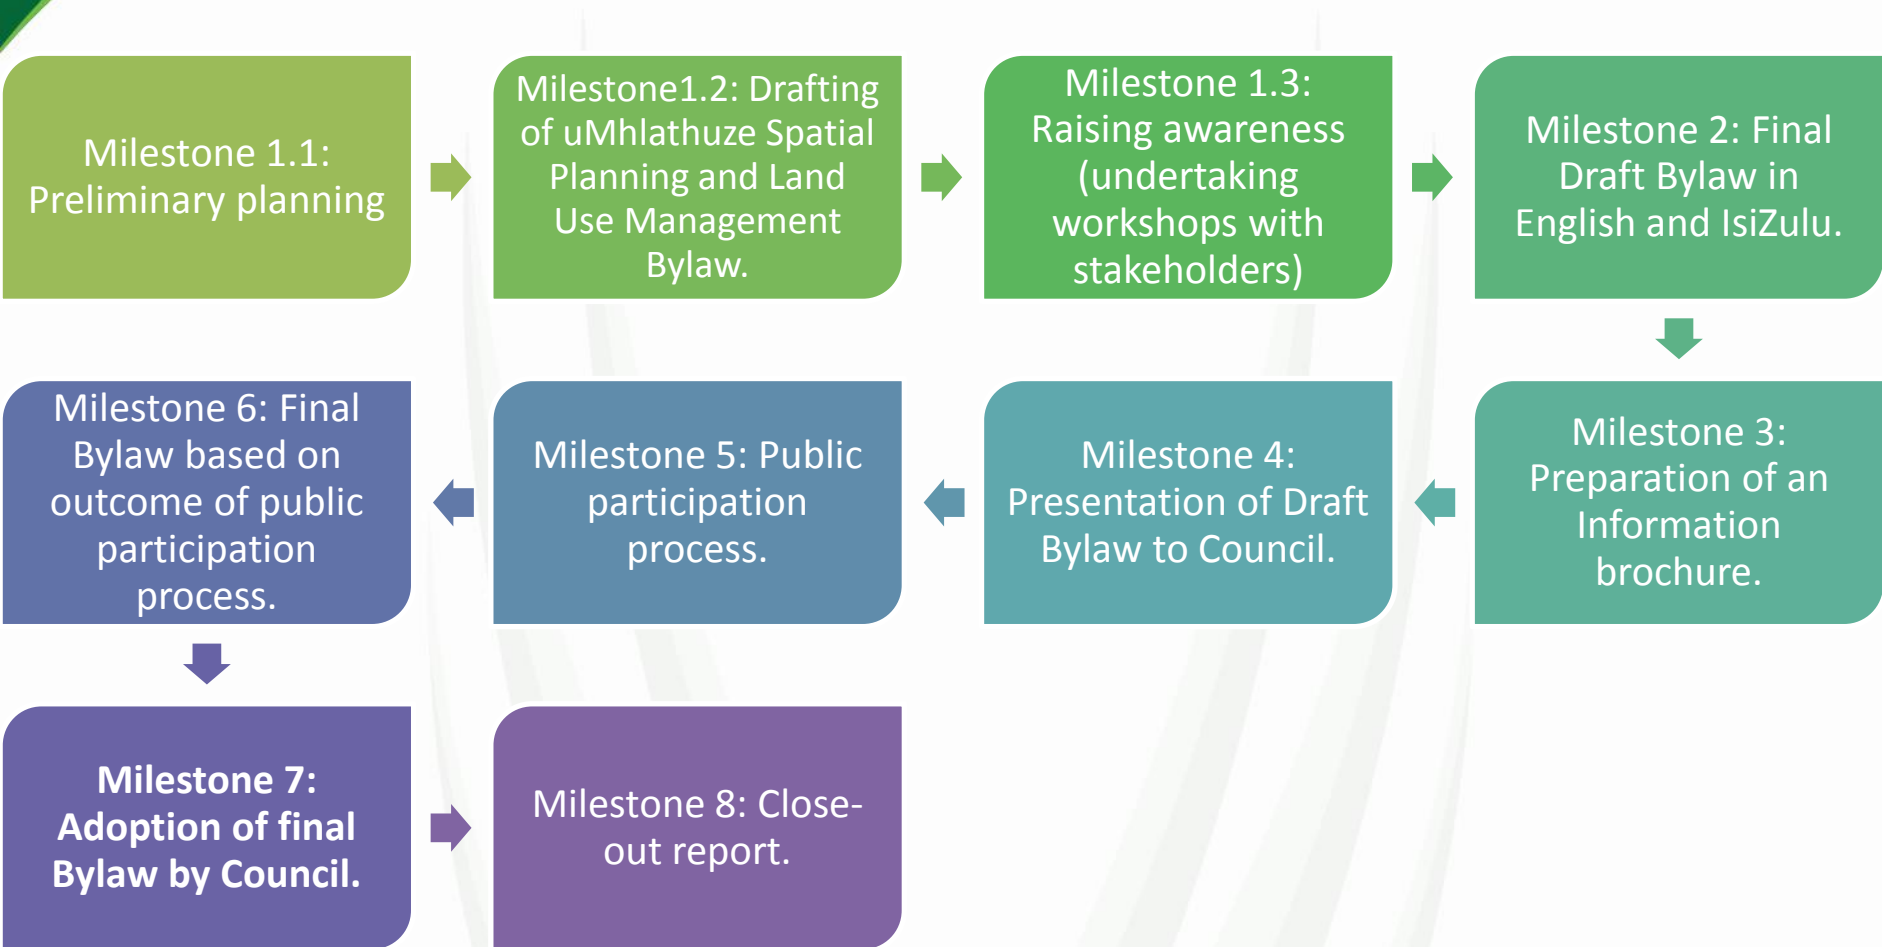 Milestone 1.1:
Preliminary planning
Milestone1.2: Drafting
of uMhlathuze Spatial
Planning and Land
Use Management
Bylaw.
Milestone 1.3:
Raising awareness
(undertaking
workshops with
stakeholders)
Milestone 2: Final
Draft Bylaw in
English and IsiZulu.
Milestone 3:
Preparation of an
Information
brochure.
Milestone 4:
Presentation of Draft
Bylaw to Council.
Milestone 5: Public
participation
process.
Milestone 6: Final
Bylaw based on
outcome of public
participation
process.
Milestone 7:
Adoption of final
Bylaw by Council.
Milestone 8: Close-
out report.